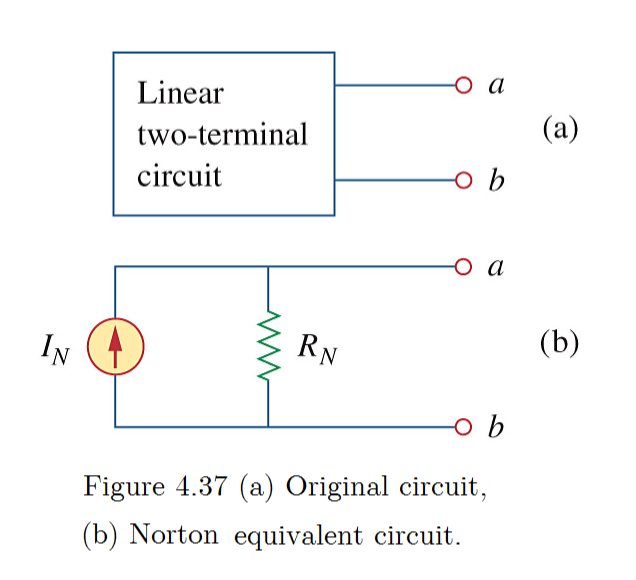 Linear
two-terminal
circuit
a
b
(a)
a
b
I_N
R_N
(b)
Figure 4.37 (a) Original circuit,
(b) Norton equivalent circuit.